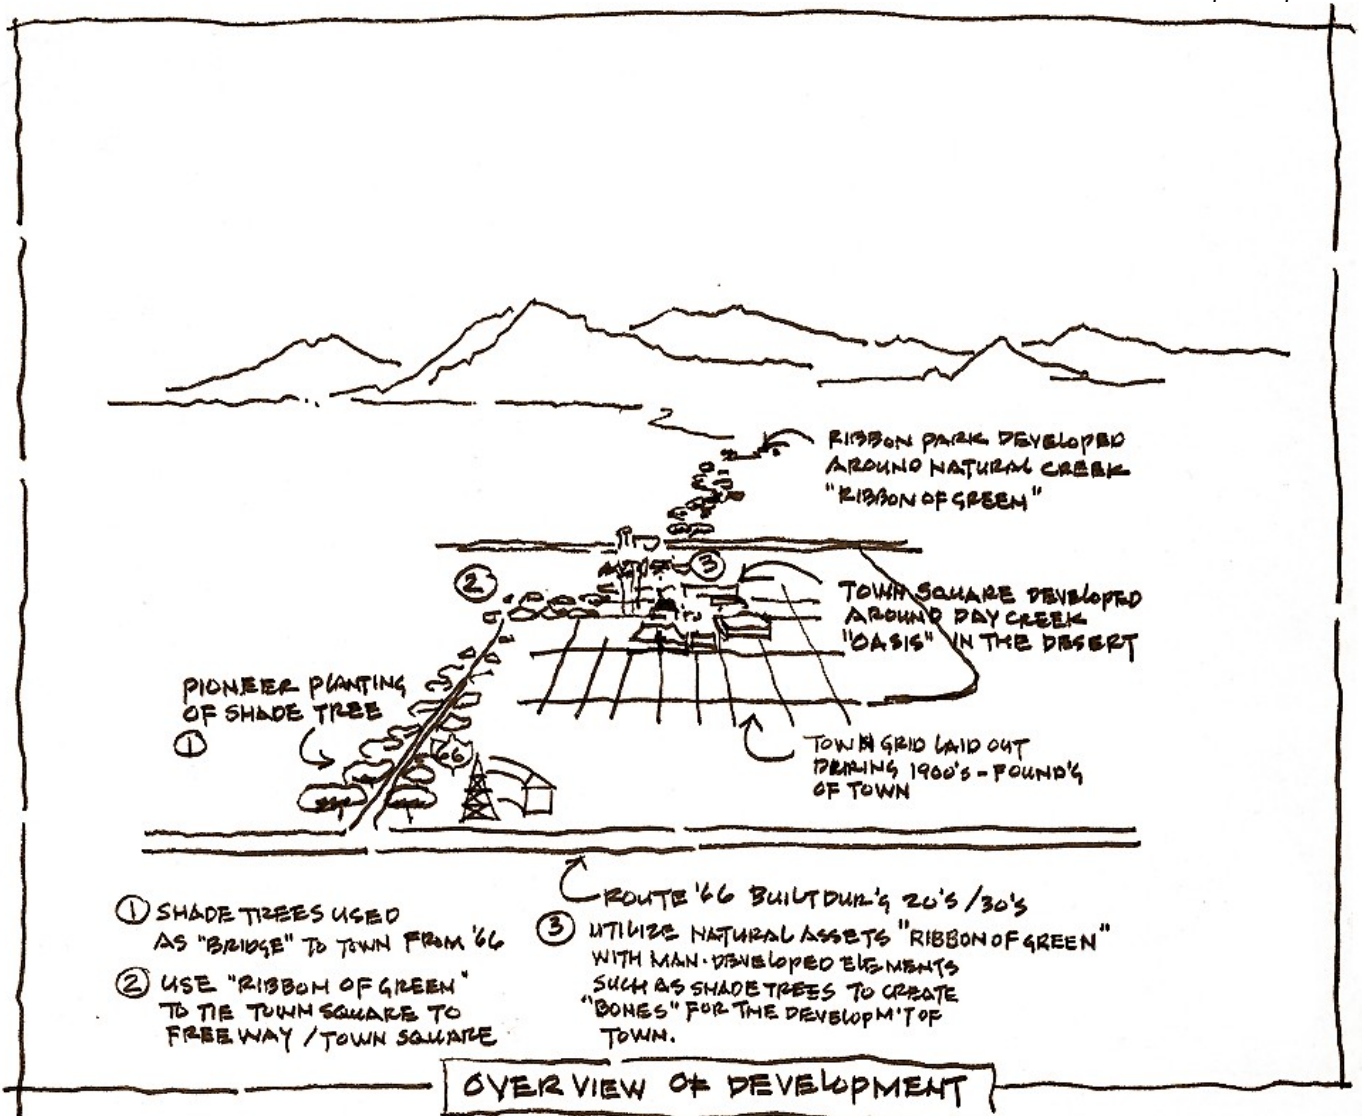 RIBBON PARK DEVELOPED
AROUND NATURAL CREEK
"RIBBON OF GREEN"
3
2
TOWN SQUARE DEVELOPED
AROUND DAY CREEK
"OASIS" IN THE DESERT
PIONEER PLANTING
OF SHADE TREE
1
66
TOWN GRID LAID OUT
DURING 1900's - FOUND'G
OF TOWN
ROUTE '66 BUILT DUR'G 20'S / 30'S
1 SHADE TREES USED
AS "BRIDGE" TO TOWN FROM '66
2 USE "RIBBON OF GREEN"
TO TIE TOWN SQUARE TO
FREEWAY / TOWN SQUARE
3 UTILIZE NATURAL ASSETS "RIBBON OF GREEN"
WITH MAN-DEVELOPED ELEMENTS
SUCH AS SHADE TREES TO CREATE
"BONES" FOR THE DEVELOPM'T OF
TOWN.
OVERVIEW OF DEVELOPMENT